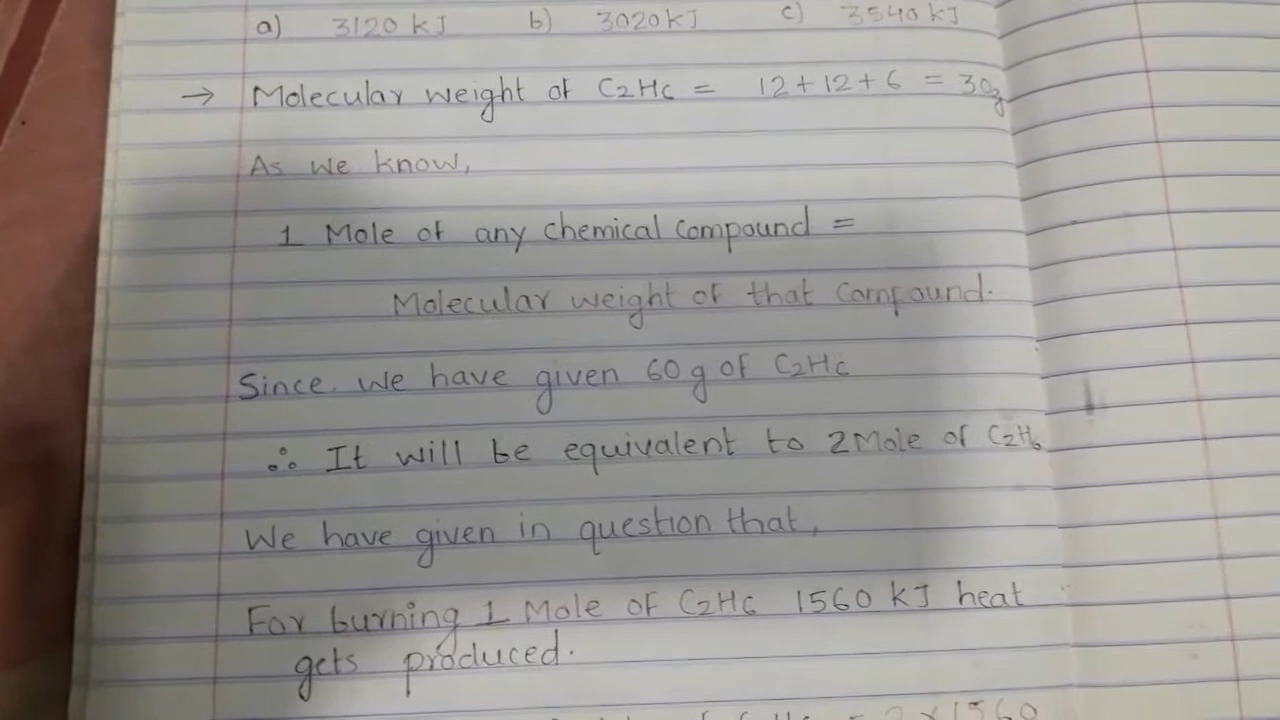 a) 3120 kJ b) 3020 kJ c) 3540 kJ
→ Molecular weight of C2H6 = 12+12+6 = 30g
As we know,
1 Mole of any chemical compound =
Molecular weight of that compound.
Since we have given 60g of C2H6
∴ It will be equivalent to 2 Mole of C2H6
We have given in question that,
For burning 1 Mole of C2H6 1560 kJ heat
gets produced.
= 2 x 1560